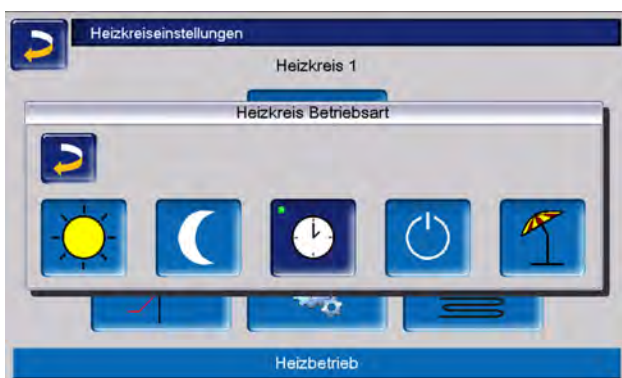 Heizkreiseinstellungen
Heizkreis 1
Heizkreis Betriebsart
Heizbetrieb